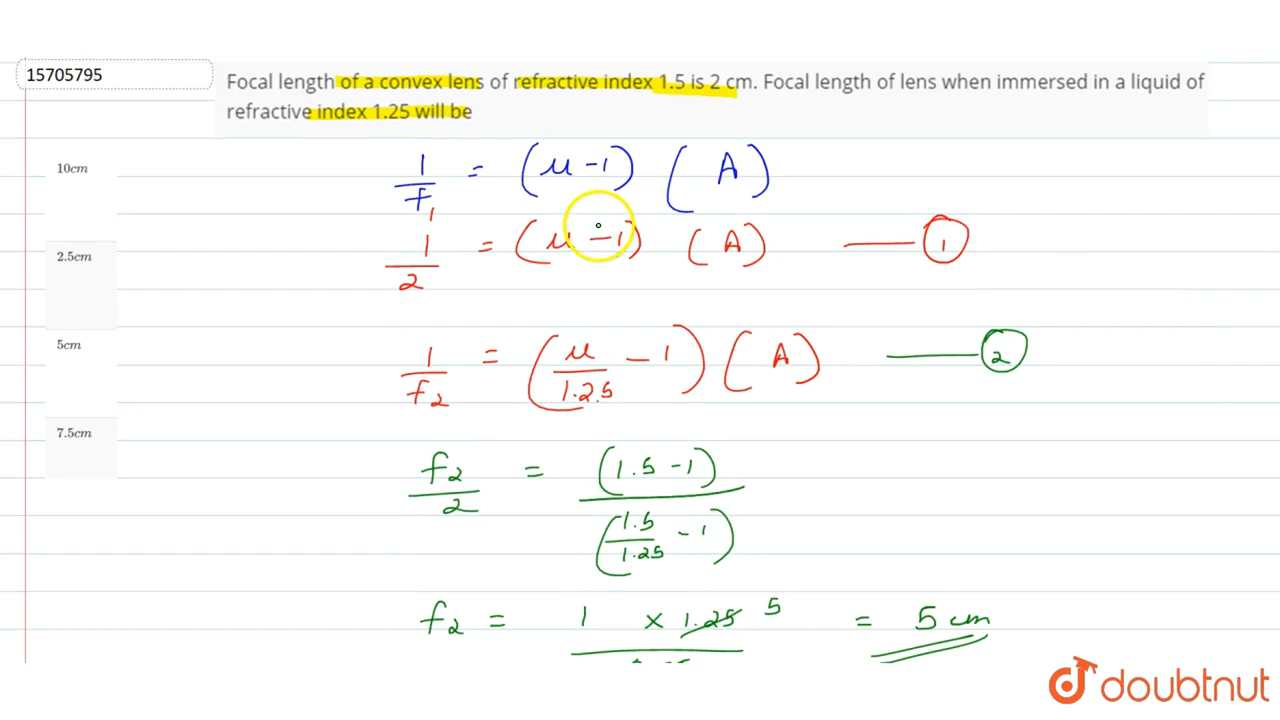 15705795
Focal length of a convex lens of refractive index 1.5 is 2 cm. Focal length of lens when immersed in a liquid of
refractive index 1.25 will be
10cm
2.5cm
5cm
7.5cm
1/f1 = (μ - 1) (A)
1/2 = (μ - 1) (A) —— 1
1/f2 = (μ/1.25 - 1) (A) —— 2
f2/2 = (1.5 - 1) / (1.5/1.25 - 1)
f2 = 1 × 1.25 5 = 5 cm
doubtnut